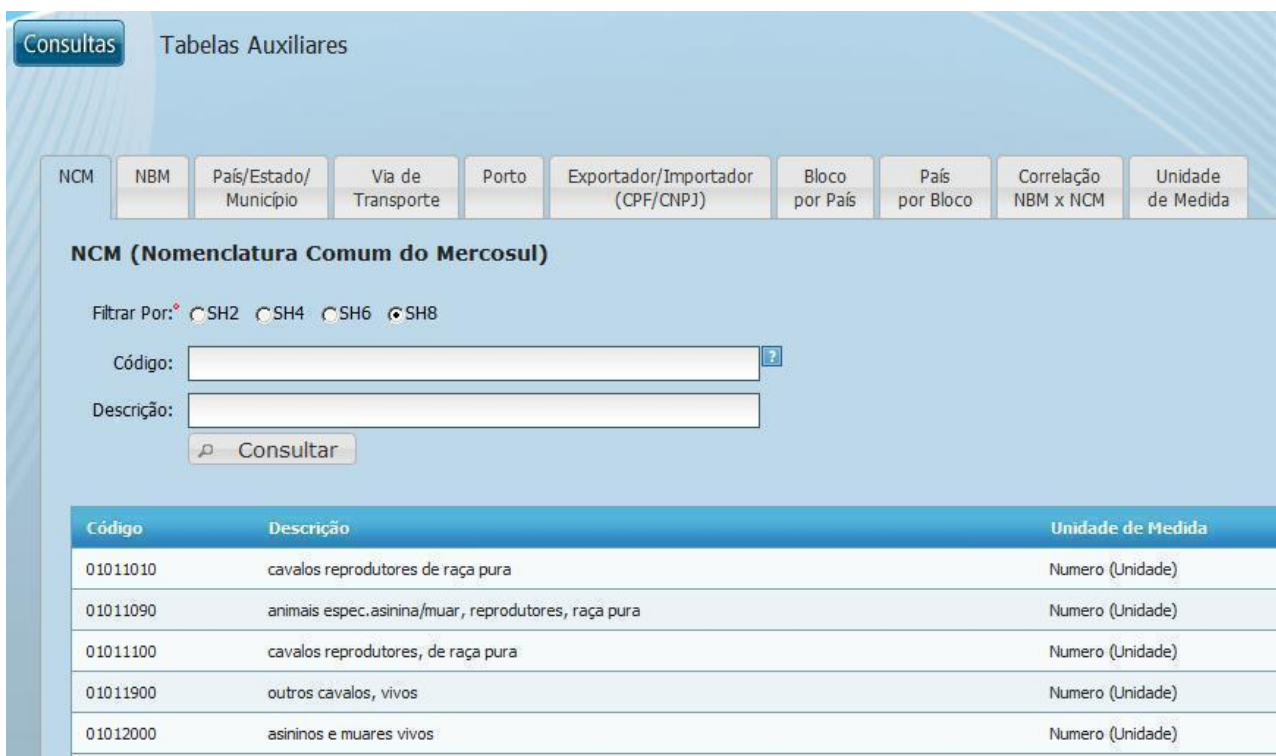 Consultas Tabelas Auxiliares
NCM NBM País/Estado/ Município Via de Transporte Porto Exportador/Importador (CPF/CNPJ) Bloco por País País por Bloco Correlação NBM x NCM Unidade de Medida
NCM (Nomenclatura Comum do Mercosul)
Filtrar Por:* SH2 SH4 SH6 SH8
Código: ?
Descrição:
Consultar
Código Descrição Unidade de Medida
01011010 cavalos reprodutores de raça pura Numero (Unidade)
01011090 animais espec.asinina/muar, reprodutores, raça pura Numero (Unidade)
01011100 cavalos reprodutores, de raça pura Numero (Unidade)
01011900 outros cavalos, vivos Numero (Unidade)
01012000 asininos e muares vivos Numero (Unidade)